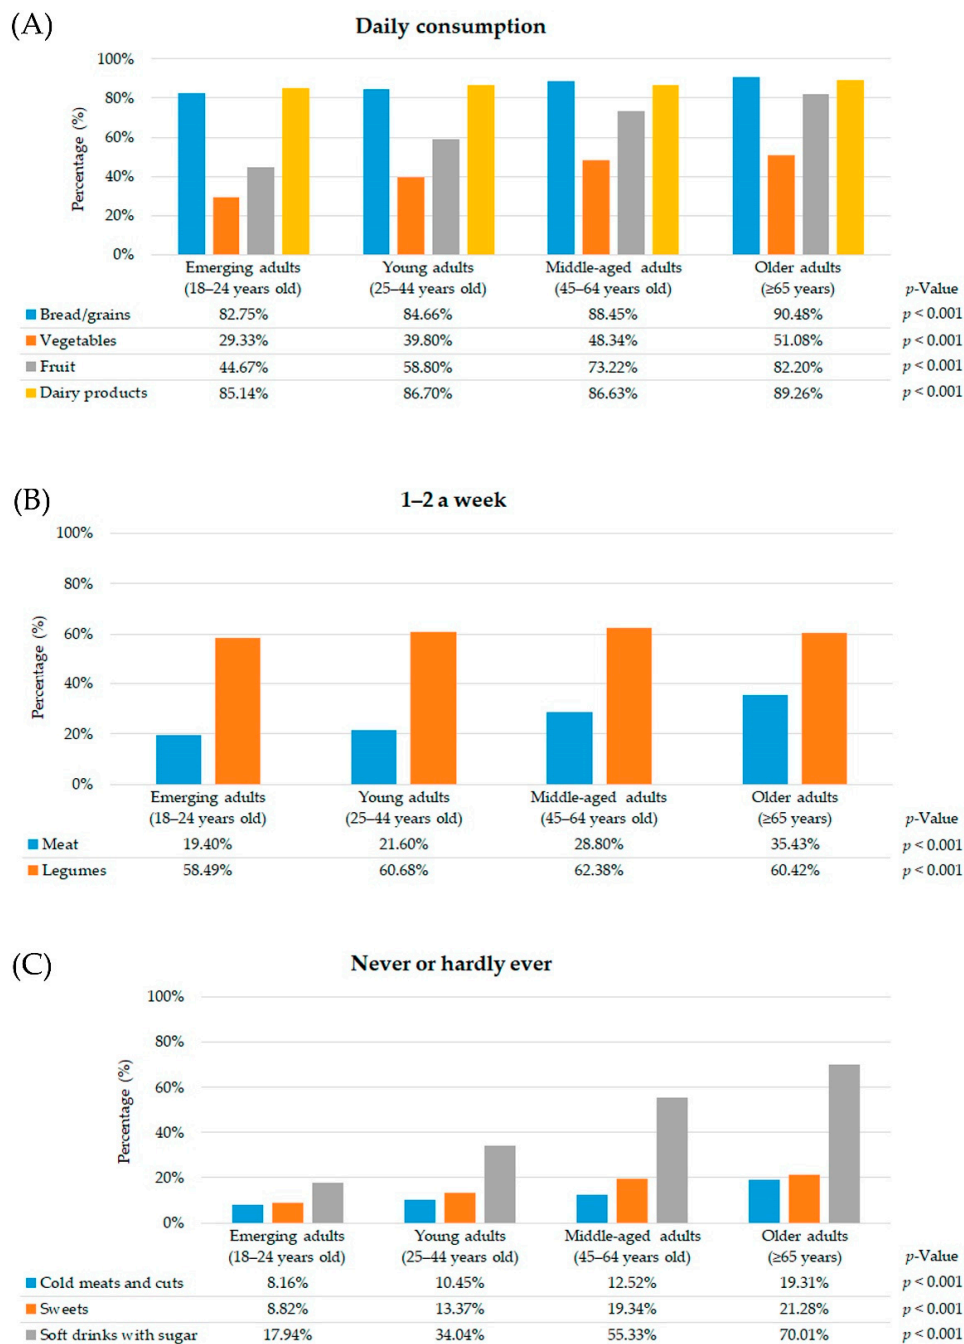 (A)
Daily consumption
100%
80%
60%
40%
20%
0%
Percentage (%)
Emerging adults Young adults Middle-aged adults Older adults
(18–24 years old) (25–44 year old) (45–64 year old) (≥65 years) p-Value
Bread/grains 82.75% 84.66% 88.45% 90.48% p < 0.001
Vegetables 29.33% 39.80% 48.34% 51.08% p < 0.001
Fruit 44.67% 58.80% 73.22% 82.20% p < 0.001
Dairy products 85.14% 86.70% 86.63% 89.26% p < 0.001
(B)
1–2 a week
100%
80%
60%
40%
20%
0%
Percentage (%)
Emerging adults Young adults Middle-aged adults Older adults
(18–24 years old) (25–44 year old) (45–64 year old) (≥65 years) p-Value
Meat 19.40% 21.60% 28.80% 35.43% p < 0.001
Legumes 58.49% 60.68% 62.38% 60.42% p < 0.001
(C)
Never or hardly ever
100%
80%
60%
40%
20%
0%
Percentage (%)
Emerging adults Young adults Middle-aged adults Older adults
(18–24 years old) (25–44 year old) (45–64 year old) (≥65 years) p-Value
Cold meats and cuts 8.16% 10.45% 12.52% 19.31% p < 0.001
Sweets 8.82% 13.37% 19.34% 21.28% p < 0.001
Soft drinks with sugar 17.94% 34.04% 55.33% 70.01% p < 0.001